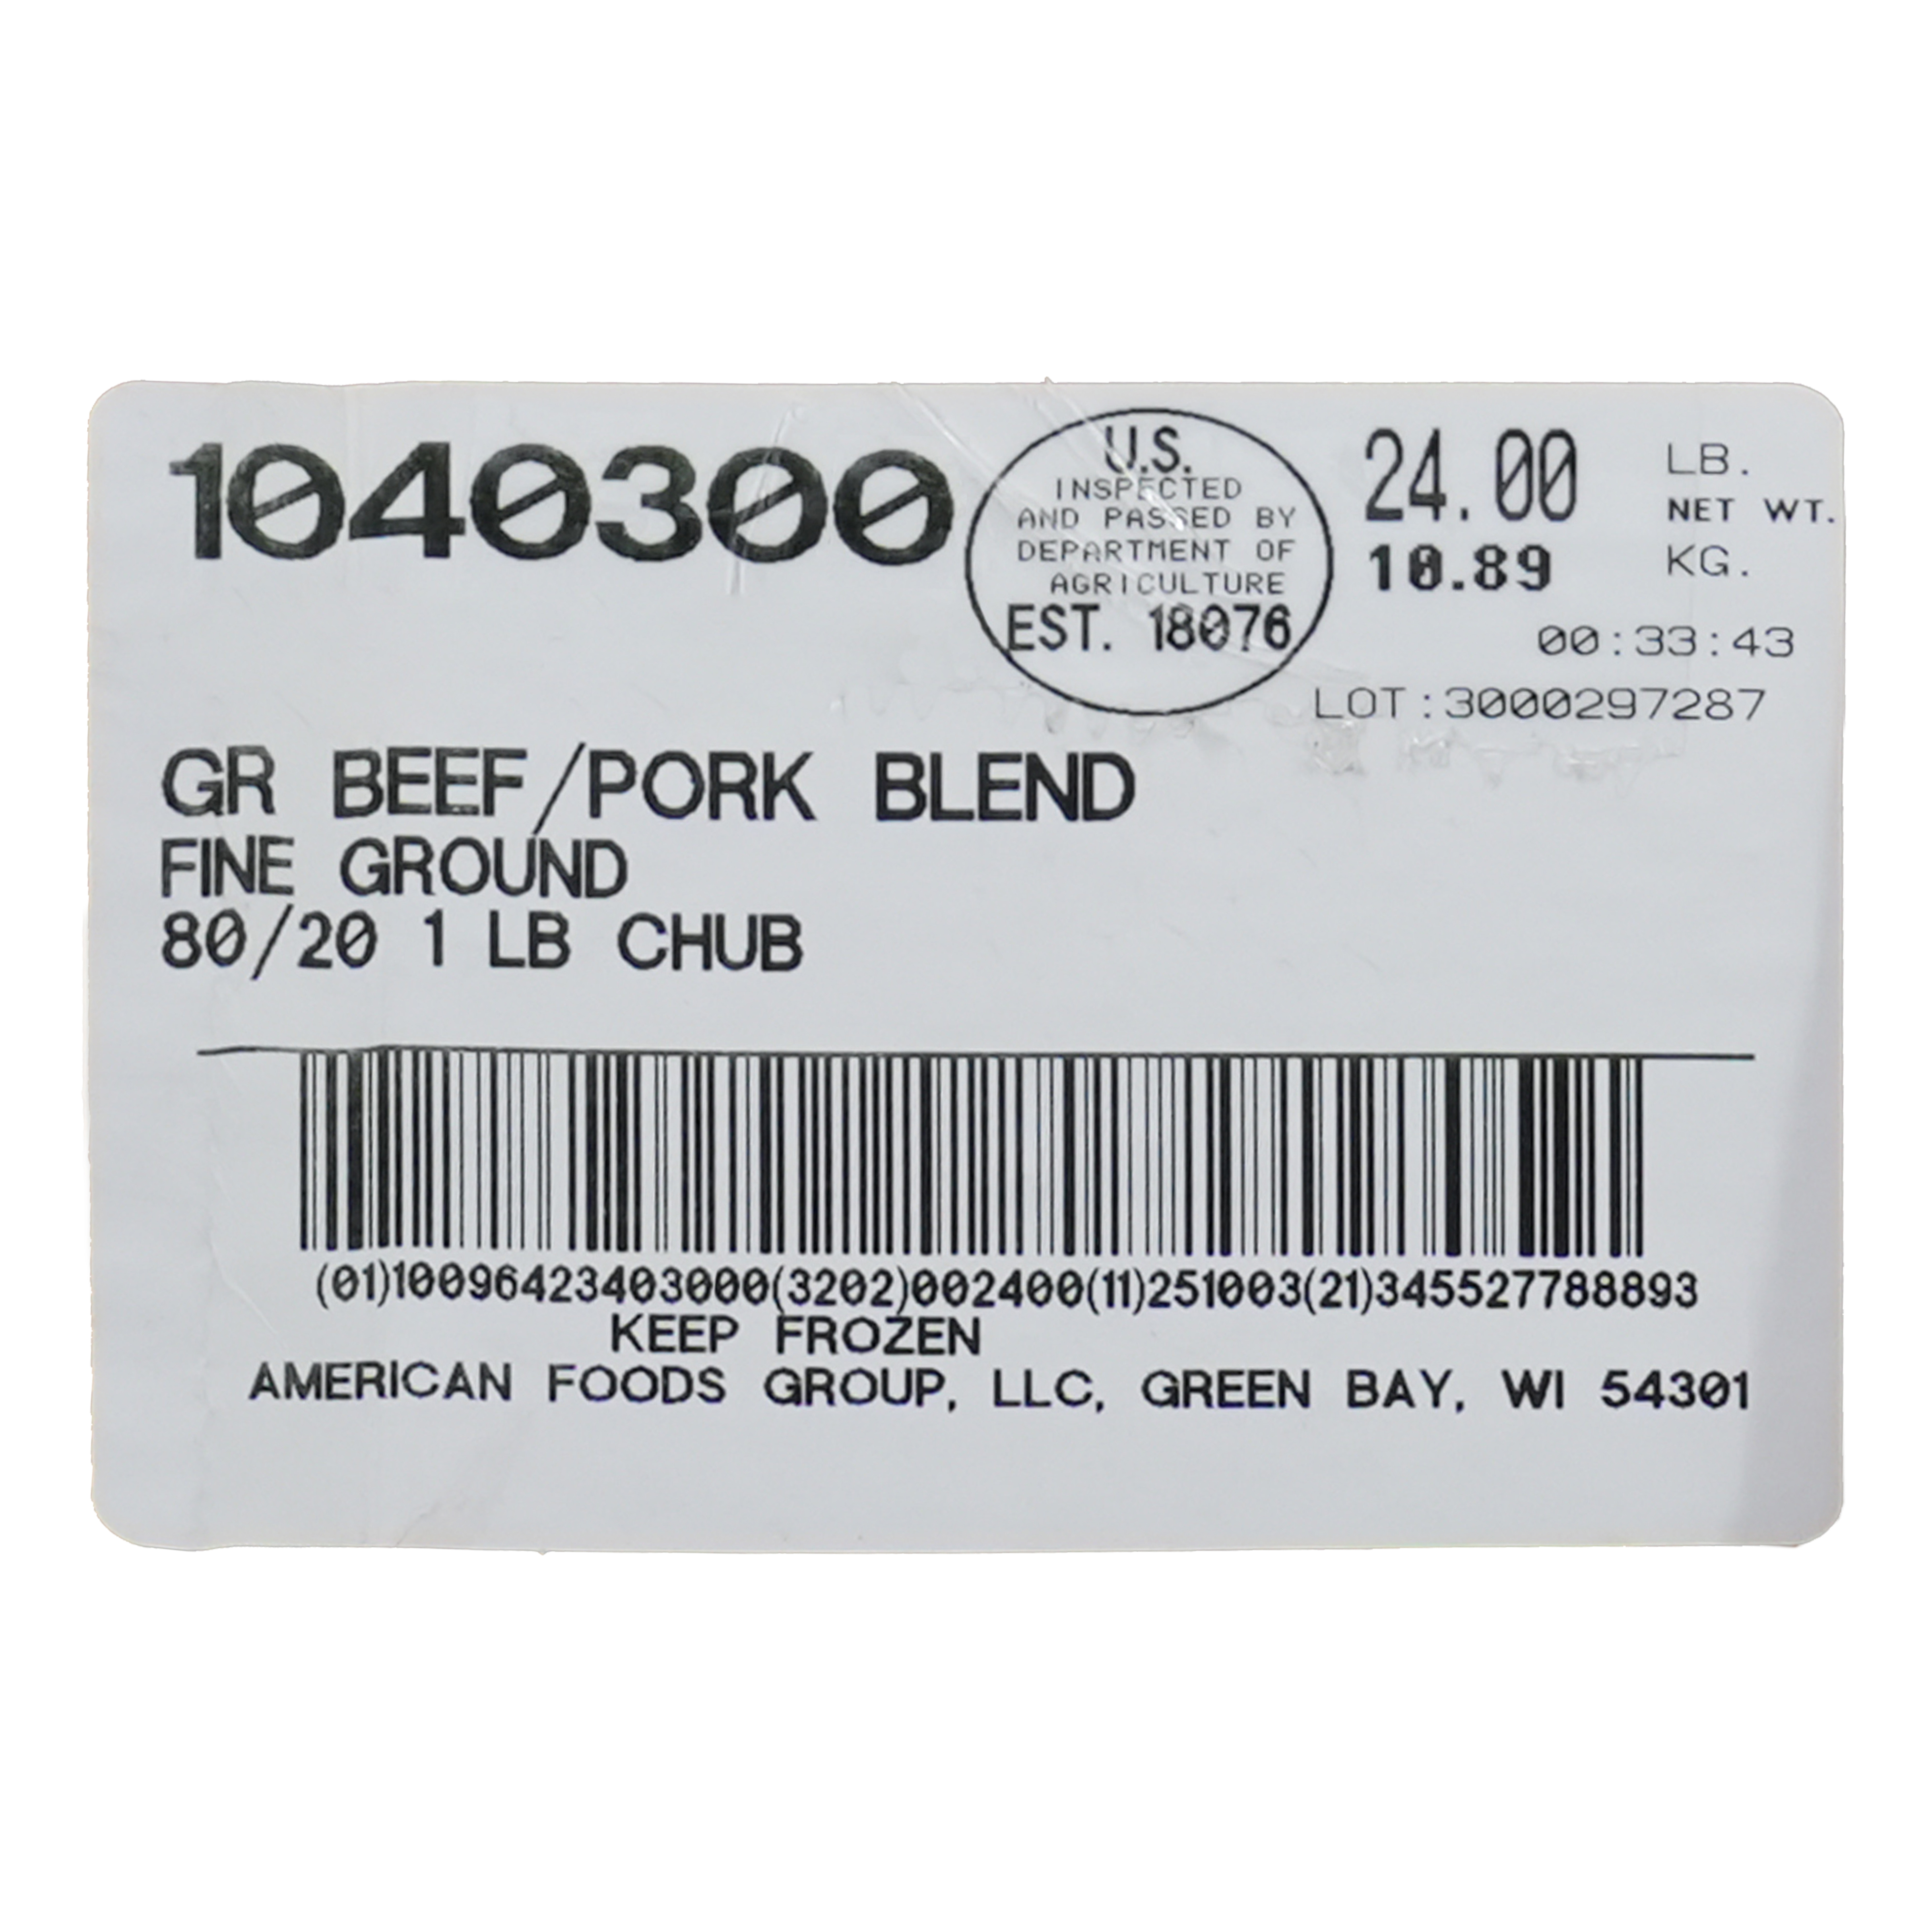 1040300
U.S.
INSPECTED
AND PASSED BY
DEPARTMENT OF
AGRICULTURE
EST. 18076
24.00 LB.
NET WT.
10.89 KG.
00:33:43
LOT:3000297287
GR BEEF/PORK BLEND
FINE GROUND
80/20 1 LB CHUB
(01)10096423403000(3202)002400(11)251003(21)345527788893
KEEP FROZEN
AMERICAN FOODS GROUP, LLC, GREEN BAY, WI 54301